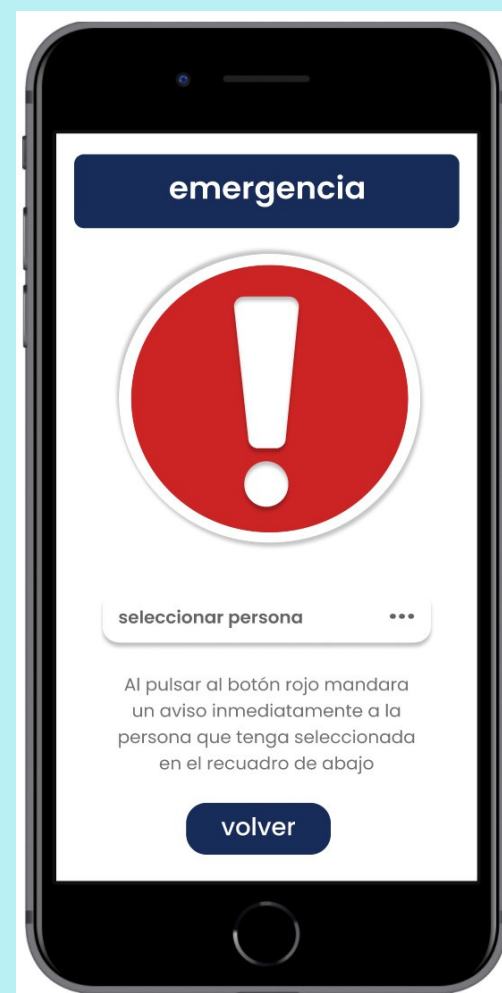 emergencia
seleccionar persona
Al pulsar al botón rojo mandara
un aviso inmediatamente a la
persona que tenga seleccionada
en el recuadro de abajo
volver